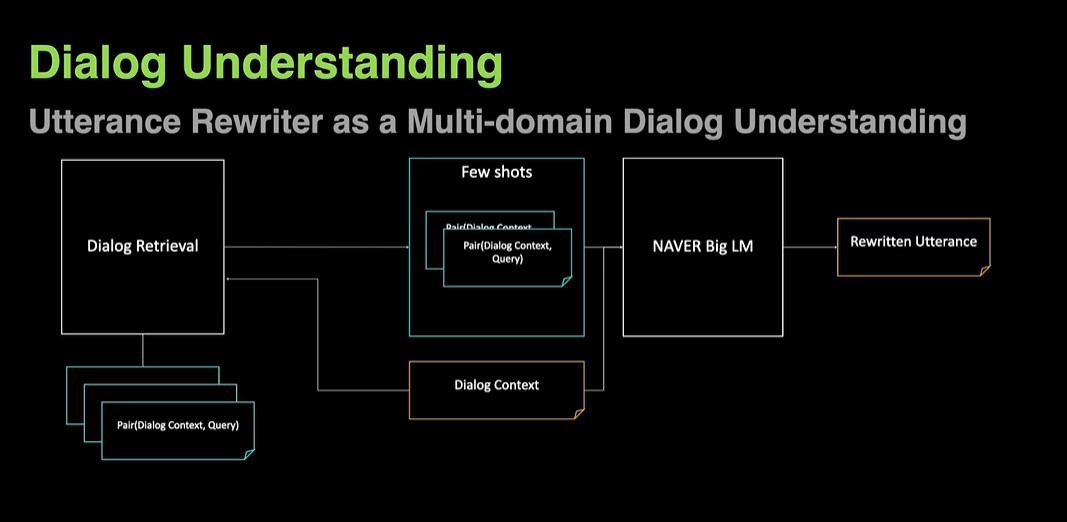 Dialog Understanding
Utterance Rewriter as a Multi-domain Dialog Understanding
Dialog Retrieval
Few shots
Pair(Dialog Context,
Pair(Dialog Context,
Query)
NAVER Big LM
Rewritten Utterance
Dialog Context
Pair(Dialog Context, Query)